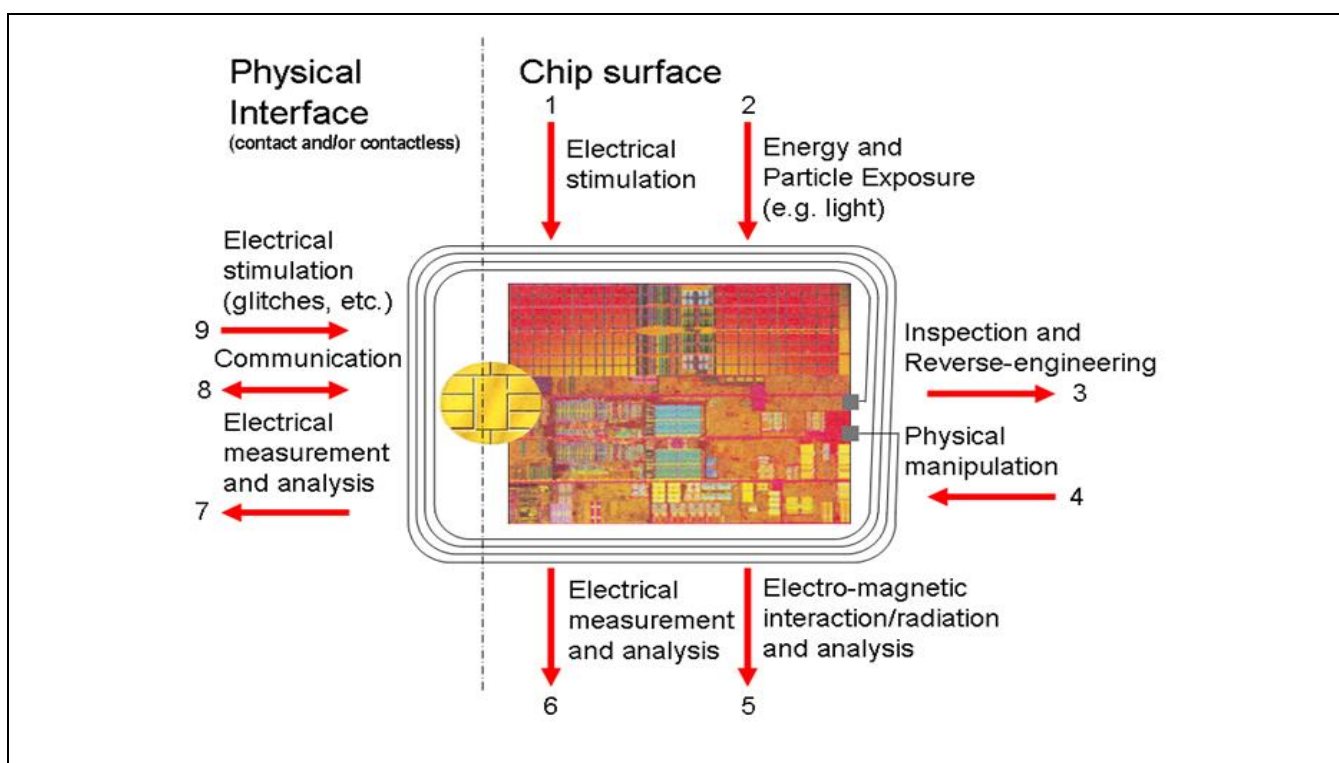 Physical
Interface
(contact and/or contactless)
Chip surface
1
Electrical
stimulation
2
Energy and
Particle Exposure
(e.g. light)
Electrical
stimulation
(glitches, etc.)
9
Communication
8
Electrical
measurement
and analysis
7
Inspection and
Reverse-engineering
3
Physical
manipulation
4
Electrical
measurement
and analysis
6
Electro-magnetic
interaction/radiation
and analysis
5